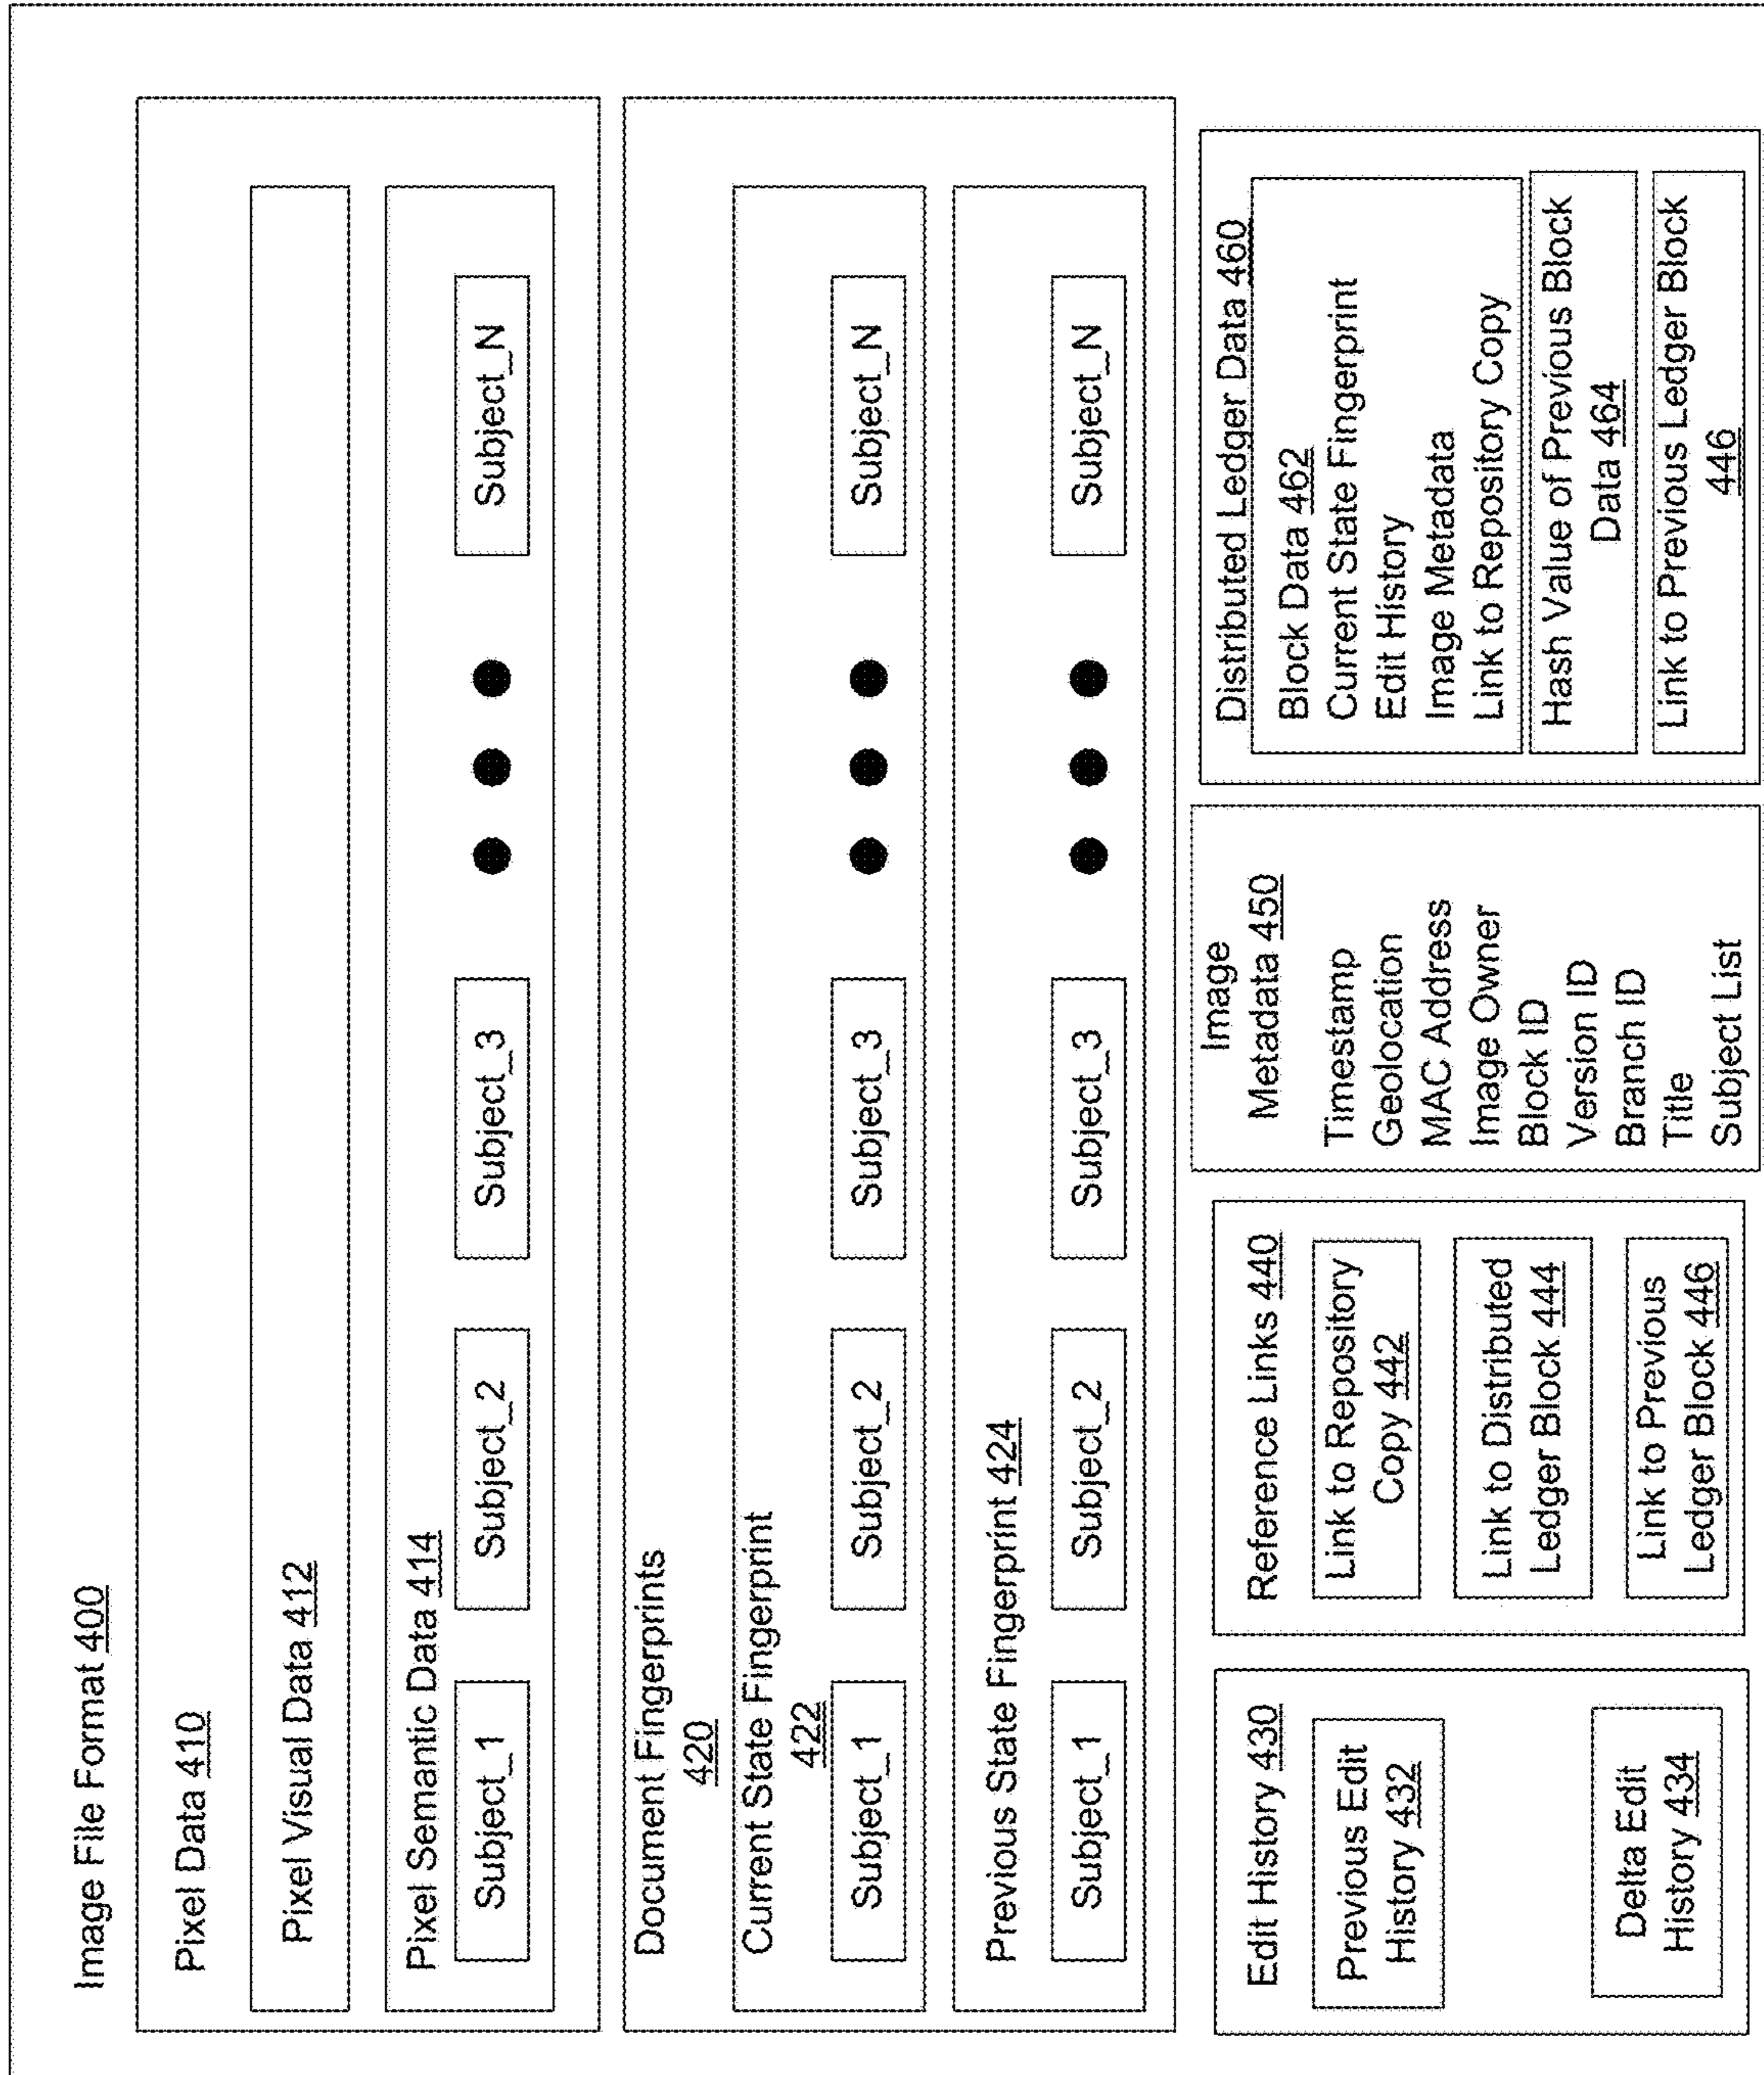 Image File Format 400
Pixel Data 410
Pixel Visual Data 412
Pixel Semantic Data 414
Subject_1
Subject_2
Subject_3
Subject_N
Document Fingerprints
420
Current State Fingerprint
422
Subject_1
Subject_2
Subject_3
Subject_N
Previous State Fingerprint 424
Subject_1
Subject_2
Subject_3
Subject_N
Edit History 430
Previous Edit
History 432
Delta Edit
History 434
Reference Links 440
Link to Repository
Copy 442
Link to Distributed
Ledger Block 444
Link to Previous
Ledger Block 446
Image
Metadata 450
Timestamp
Geolocation
MAC Address
Image Owner
Block ID
Version ID
Branch ID
Title
Subject List
Distributed Ledger Data 460
Block Data 462
Current State Fingerprint
Edit History
Image Metadata
Link to Repository Copy
Hash Value of Previous Block
Data 464
Link to Previous Ledger Block
446